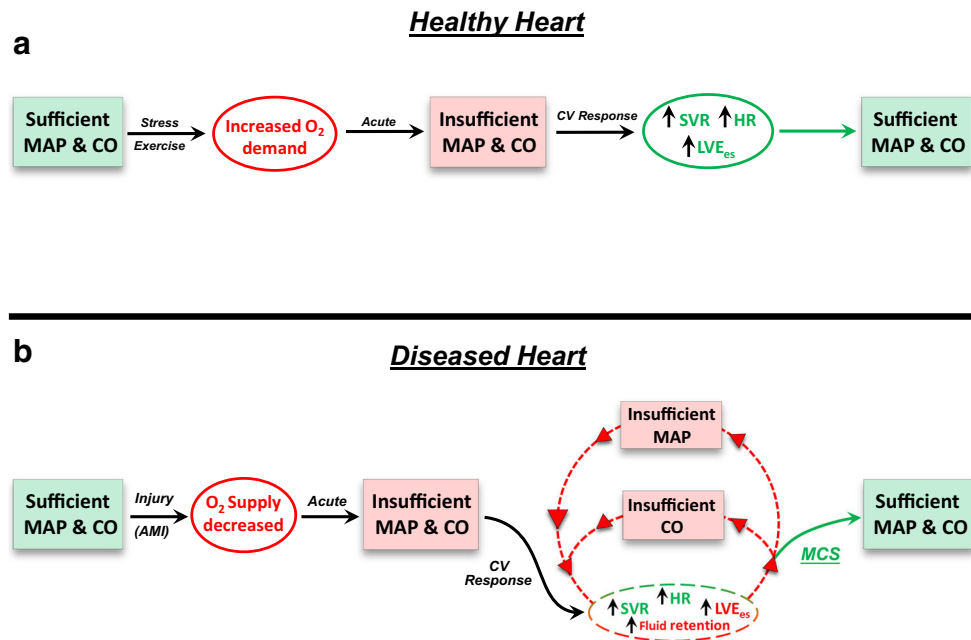 Healthy Heart
a
Sufficient
MAP & CO
Stress
Exercise
Increased O2
demand
Acute
Insufficient
MAP & CO
CV Response
↑ SVR ↑ HR
↑ LVEes
Sufficient
MAP & CO
b
Diseased Heart
Sufficient
MAP & CO
Injury
(AMI)
O2 Supply
decreased
Acute
Insufficient
MAP & CO
CV
Response
Insufficient
MAP
Insufficient
CO
↑ SVR ↑ HR ↑ LVEes
↑ Fluid retention
MCS
Sufficient
MAP & CO